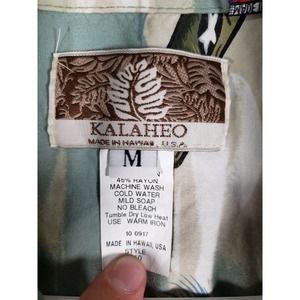 KALAHEO
MADE IN HAWAII, U.S.A.
M
45% RAYON
MACHINE WASH
COLD WATER
MILD SOAP
NO BLEACH
Tumble Dry Low Heat
USE WARM IRON
10 0917
MADE IN HAWAII, USA
STYLE